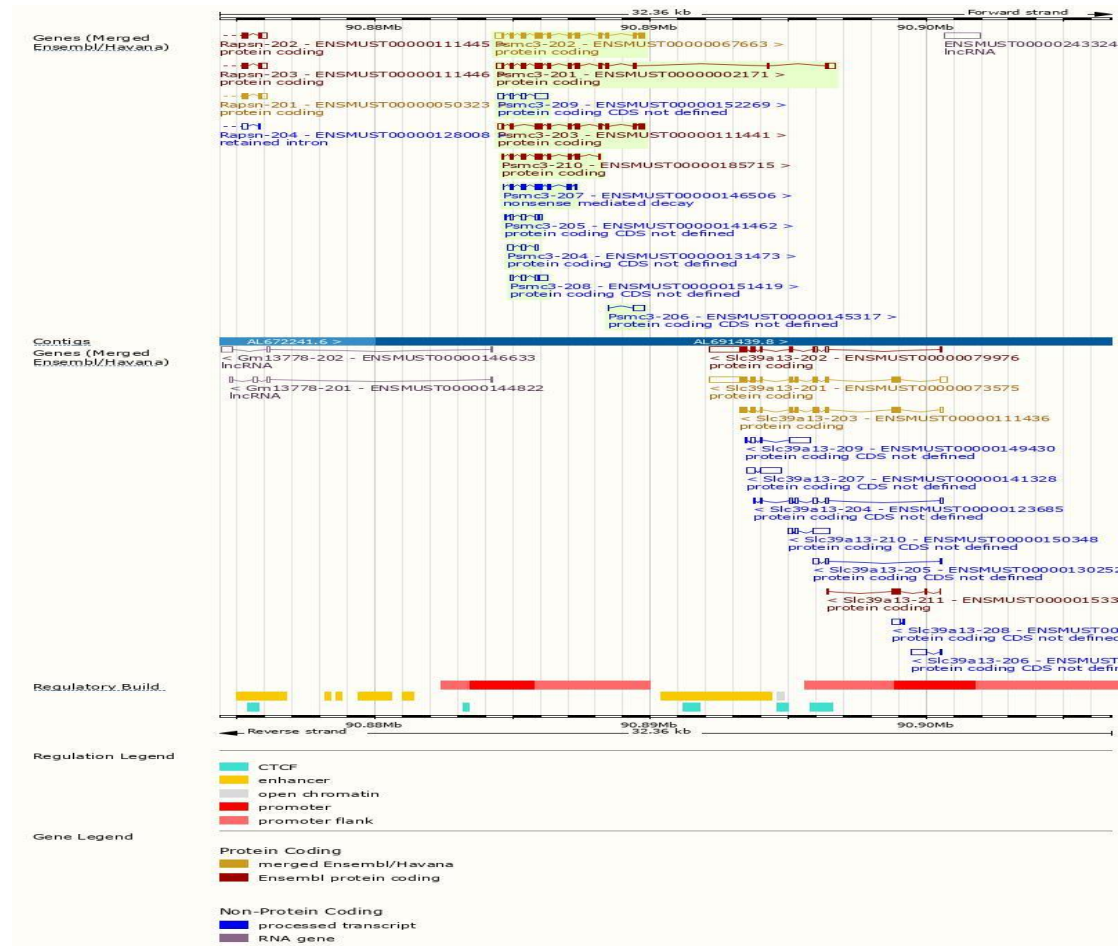 32.36 kb
Forward strand
90.88Mb 90.89Mb 90.90Mb
Genes (Merged
Ensembl/Havana)
Rapsn-202 - ENSMUST00000111445 >
protein coding
Psmc3-202 - ENSMUST00000067663 >
protein coding
ENSMUST00000243324
lncRNA
Rapsn-203 - ENSMUST00000111446 >
protein coding
Psmc3-201 - ENSMUST00000002171 >
protein coding
Rapsn-201 - ENSMUST00000050323
protein coding
Psmc3-209 - ENSMUST00000152269 >
protein coding CDS not defined
Rapsn-204 - ENSMUST00000128008 >
retained intron
Psmc3-203 - ENSMUST00000111441 >
protein coding
Psmc3-210 - ENSMUST00000185715 >
protein coding
Psmc3-207 - ENSMUST00000146506 >
nonsense mediated decay
Psmc3-205 - ENSMUST00000141462 >
protein coding CDS not defined
Psmc3-204 - ENSMUST00000131473 >
protein coding CDS not defined
Psmc3-208 - ENSMUST00000151419 >
protein coding CDS not defined
Psmc3-206 - ENSMUST00000145317 >
protein coding CDS not defined
Contigs
AL672241.6 > AL691439.8 >
Genes (Merged
Ensembl/Havana)
< Gm13778-202 - ENSMUST00000146633
lncRNA
< Slc39a13-202 - ENSMUST00000079976
protein coding
< Gm13778-201 - ENSMUST00000144822
lncRNA
< Slc39a13-201 - ENSMUST00000073575
protein coding
< Slc39a13-203 - ENSMUST00000111436
protein coding
< Slc39a13-209 - ENSMUST00000149430
protein coding CDS not defined
< Slc39a13-207 - ENSMUST00000141328
protein coding CDS not defined
< Slc39a13-204 - ENSMUST00000123685
protein coding CDS not defined
< Slc39a13-210 - ENSMUST00000150348
protein coding CDS not defined
< Slc39a13-205 - ENSMUST0000013025
protein coding CDS not defined
< Slc39a13-211 - ENSMUST000001533
protein coding
< Slc39a13-208 - ENSMUST00
protein coding CDS not define
< Slc39a13-206 - ENSMUST
protein coding CDS not de
Regulatory Build
90.88Mb 90.89Mb 90.90Mb
Reverse strand
32.36 kb
Regulation Legend
CTCF
enhancer
open chromatin
promoter
promoter flank
Gene Legend
Protein Coding
merged Ensembl/Havana
Ensembl protein coding
Non-Protein Coding
processed transcript
RNA gene